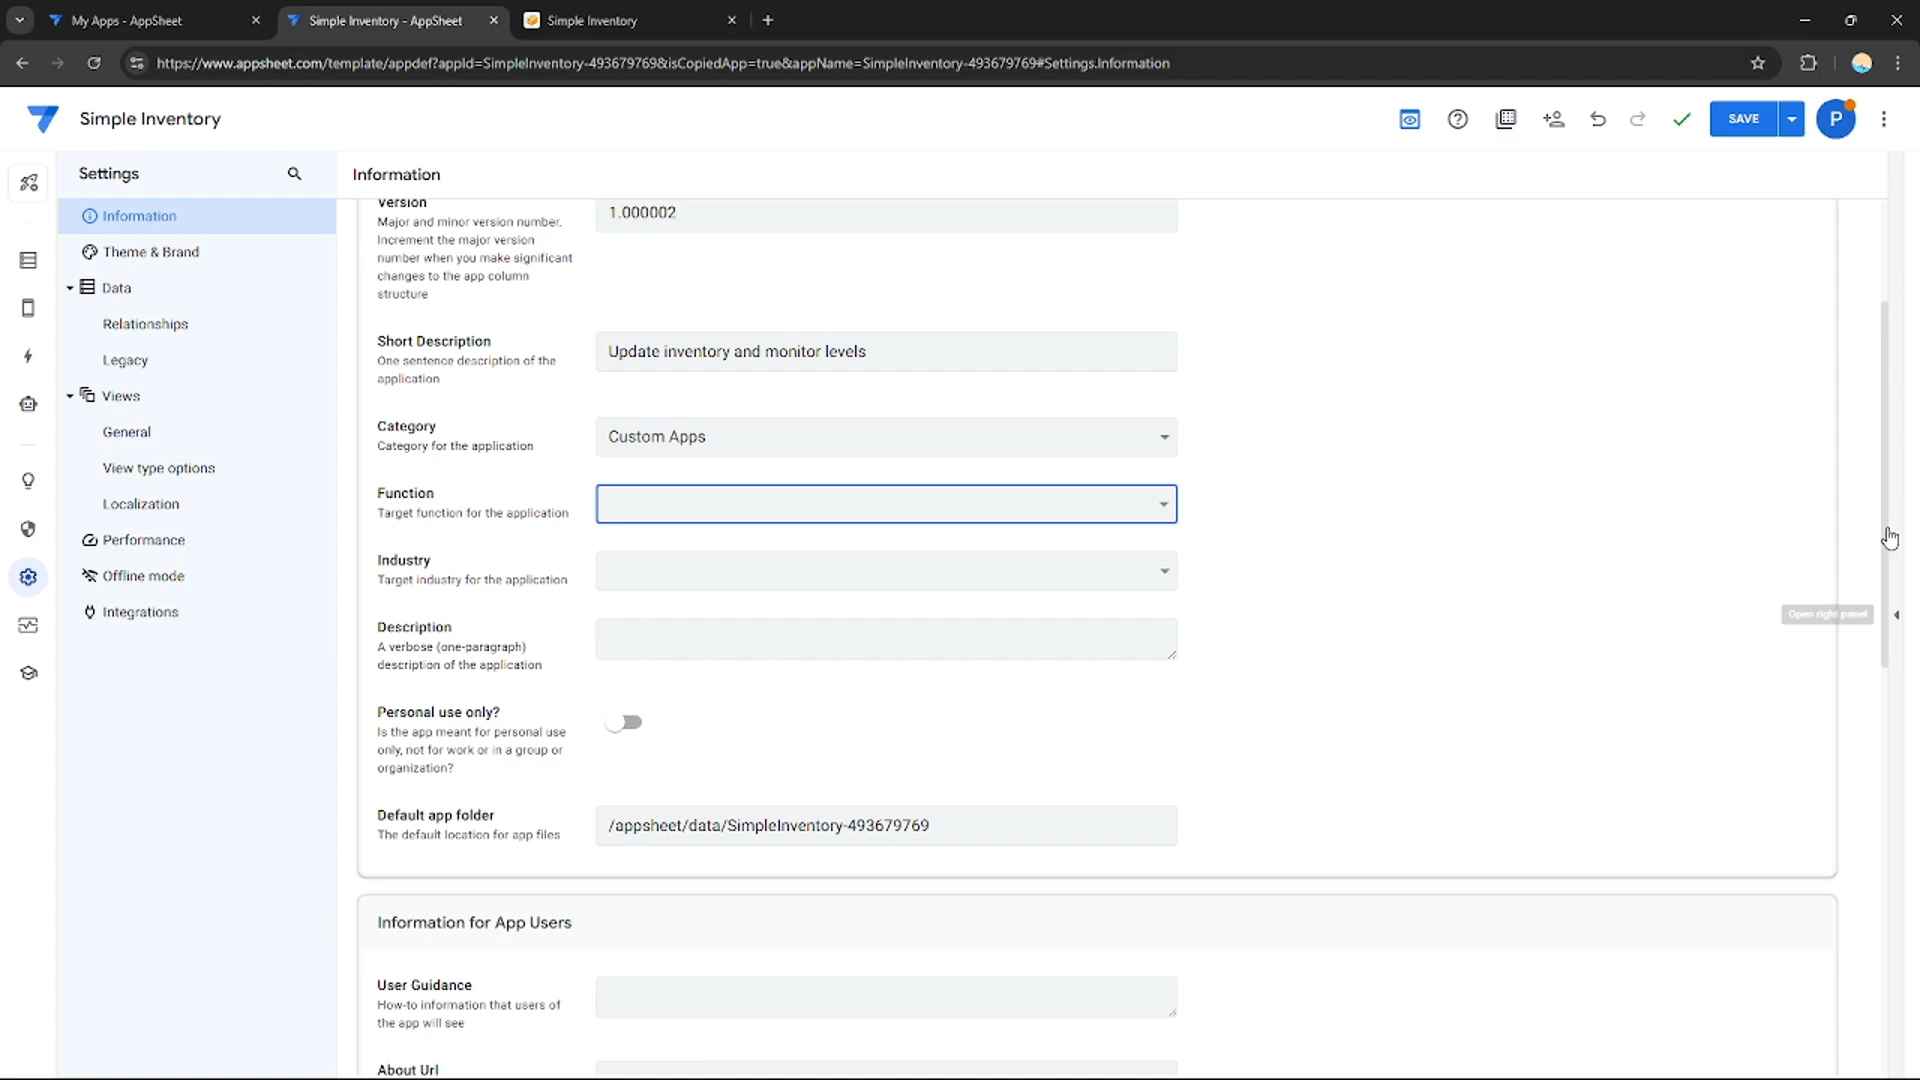 My Apps - AppSheet
Simple Inventory - AppSheet
Simple Inventory
https://www.appsheet.com/template/appdef?appId=SimpleInventory-493679769&isCopiedApp=true&appName=SimpleInventory-493679769#Settings.Information
Simple Inventory
SAVE
P
Settings
Information
Theme & Brand
Data
Relationships
Legacy
Views
General
View type options
Localization
Performance
Offline mode
Integrations
Information
Version
Major and minor version number.
Increment the major version
number when you make significant
changes to the app column
structure
1.000002
Short Description
One sentence description of the
application
Update inventory and monitor levels
Category
Category for the application
Custom Apps
Function
Target function for the application
Industry
Target industry for the application
Description
A verbose (one-paragraph)
description of the application
Personal use only?
Is the app meant for personal use
only, not for work or in a group or
organization?
Default app folder
The default location for app files
/appsheet/data/SimpleInventory-493679769
Open right panel
Information for App Users
User Guidance
How-to information that users of
the app will see
About Url